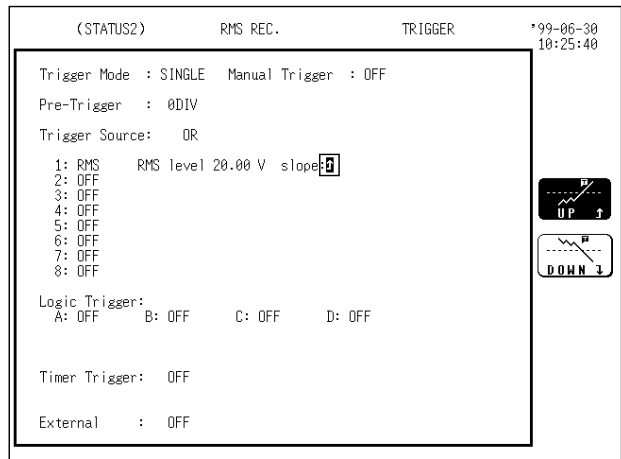 (STATUS2) RMS REC. TRIGGER '99-06-30
10:25:40
Trigger Mode : SINGLE Manual Trigger : OFF
Pre-Trigger : 0DIV
Trigger Source: OR
1: RMS RMS level 20.00 V slope:↑
2: OFF
3: OFF
4: OFF
5: OFF
6: OFF
7: OFF
8: OFF
UP ↑
DOWN ↓
Logic Trigger:
A: OFF B: OFF C: OFF D: OFF
Timer Trigger: OFF
External : OFF